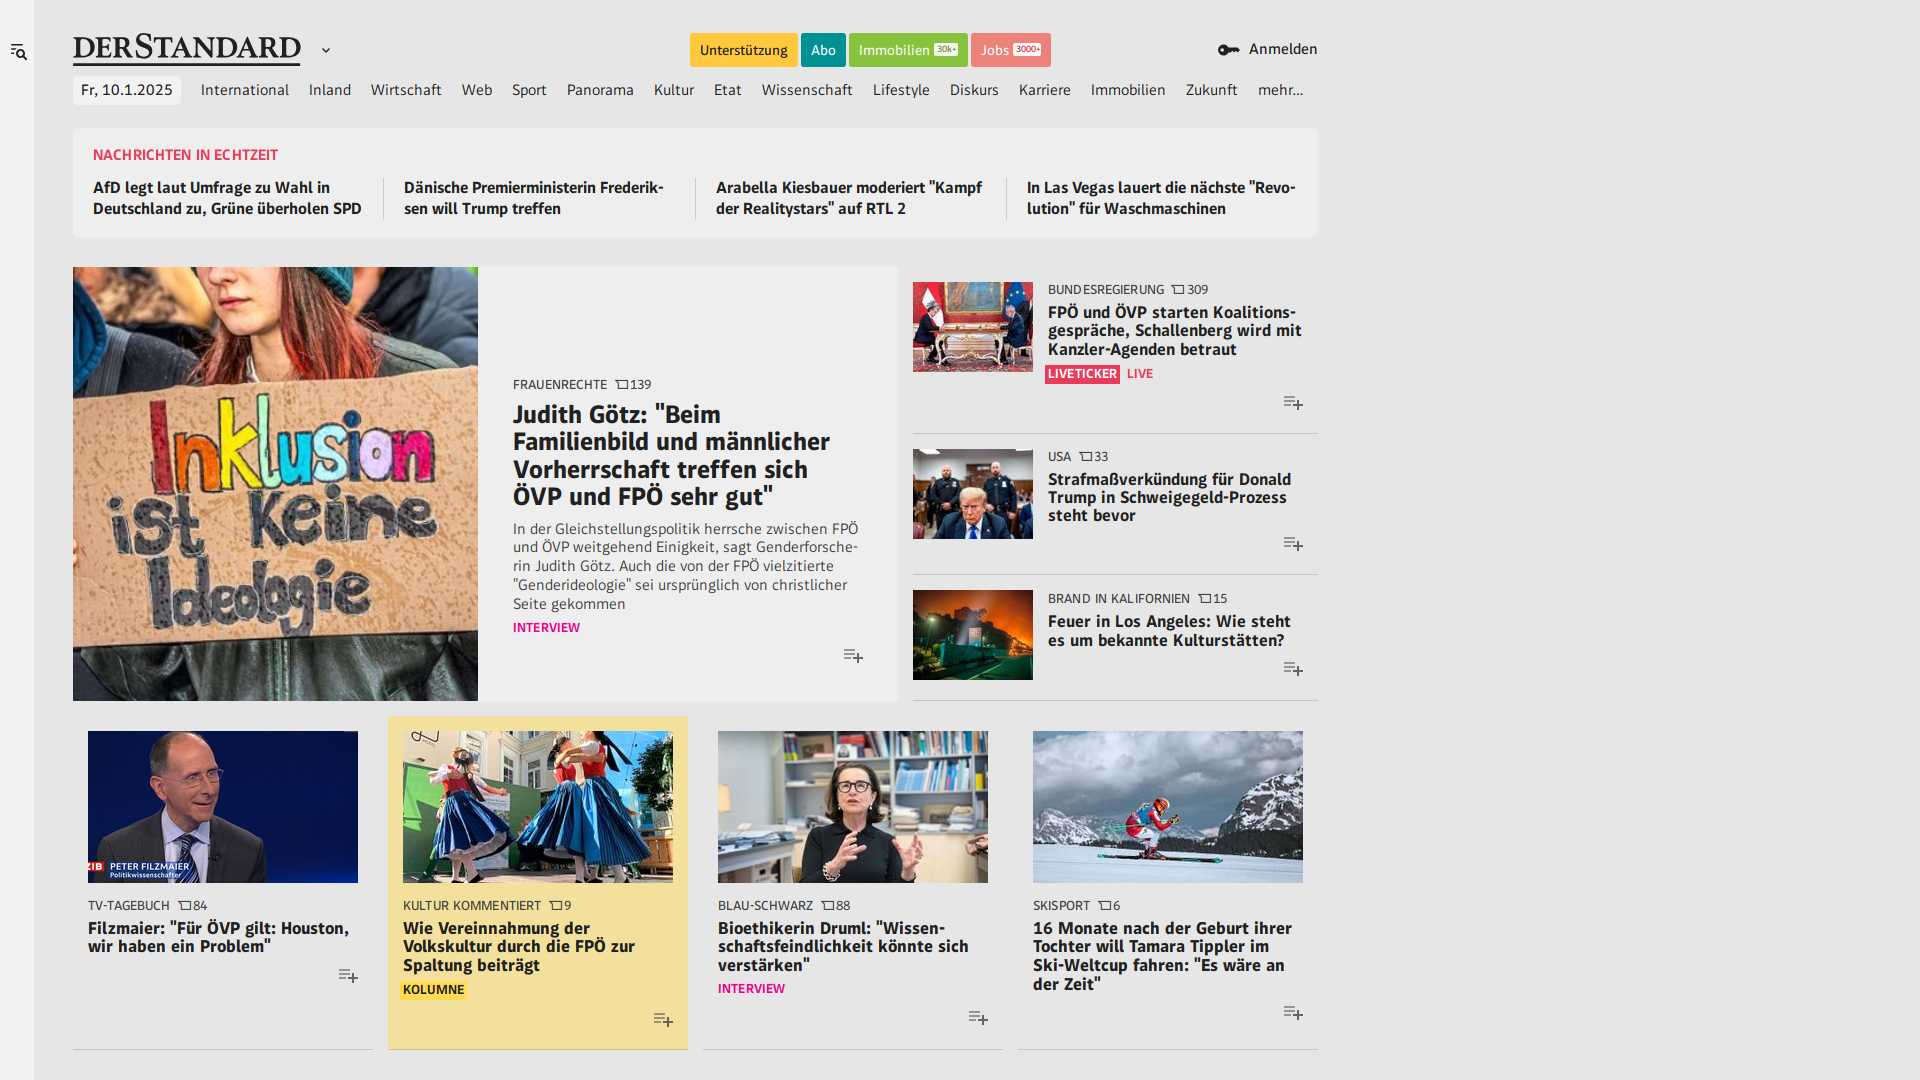 DERSTANDARD
Unterstützung
Abo
Immobilien 30k+
Jobs 3000+
Anmelden
Fr, 10.1.2025
International
Inland
Wirtschaft
Web
Sport
Panorama
Kultur
Etat
Wissenschaft
Lifestyle
Diskurs
Karriere
Immobilien
Zukunft
mehr...
NACHRICHTEN IN ECHTZEIT
AfD legt laut Umfrage zu Wahl in
Deutschland zu, Grüne überholen SPD
Dänische Premierministerin Frederik-
sen will Trump treffen
Arabella Kiesbauer moderiert "Kampf
der Realitystars" auf RTL 2
In Las Vegas lauert die nächste "Revo-
lution" für Waschmaschinen
Inklusion
ist keine
Ideologie
FRAUENRECHTE 139
Judith Götz: "Beim
Familienbild und männlicher
Vorherrschaft treffen sich
ÖVP und FPÖ sehr gut"
In der Gleichstellungspolitik herrsche zwischen FPÖ
und ÖVP weitgehend Einigkeit, sagt Genderforsche-
rin Judith Götz. Auch die von der FPÖ vielzitierte
"Genderideologie" sei ursprünglich von christlicher
Seite gekommen
INTERVIEW
BUNDESREGIERUNG 309
FPÖ und ÖVP starten Koalitions-
gespräche, Schallenberg wird mit
Kanzler-Agenden betraut
LIVETICKER LIVE
USA 33
Strafmaßverkündung für Donald
Trump in Schweigegeld-Prozess
steht bevor
BRAND IN KALIFORNIEN 15
Feuer in Los Angeles: Wie steht
es um bekannte Kulturstätten?
ZIB PETER FILZMAIER
Politikwissenschafter
TV-TAGEBUCH 84
Filzmaier: "Für ÖVP gilt: Houston,
wir haben ein Problem"
KULTUR KOMMENTIERT 9
Wie Vereinnahmung der
Volkskultur durch die FPÖ zur
Spaltung beiträgt
KOLUMNE
BLAU-SCHWARZ 88
Bioethikerin Druml: "Wissen-
schaftsfeindlichkeit könnte sich
verstärken"
INTERVIEW
SKISPORT 6
16 Monate nach der Geburt ihrer
Tochter will Tamara Tippler im
Ski-Weltcup fahren: "Es wäre an
der Zeit"